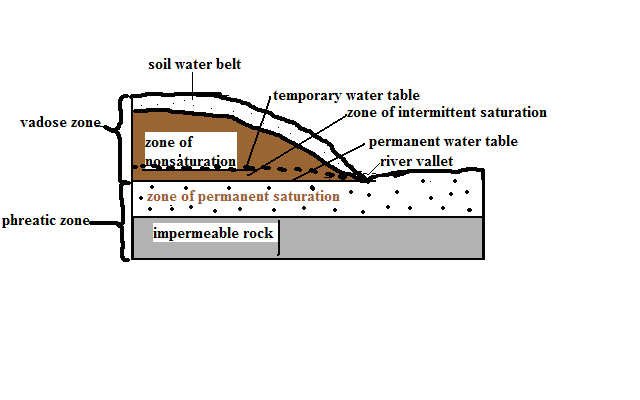 soil water belt
temporary water table
zone of intermittent saturation
vadose zone
permanent water table
zone of
nonsaturation
river vallet
zone of permanent saturation
phreatic zone
impermeable rock